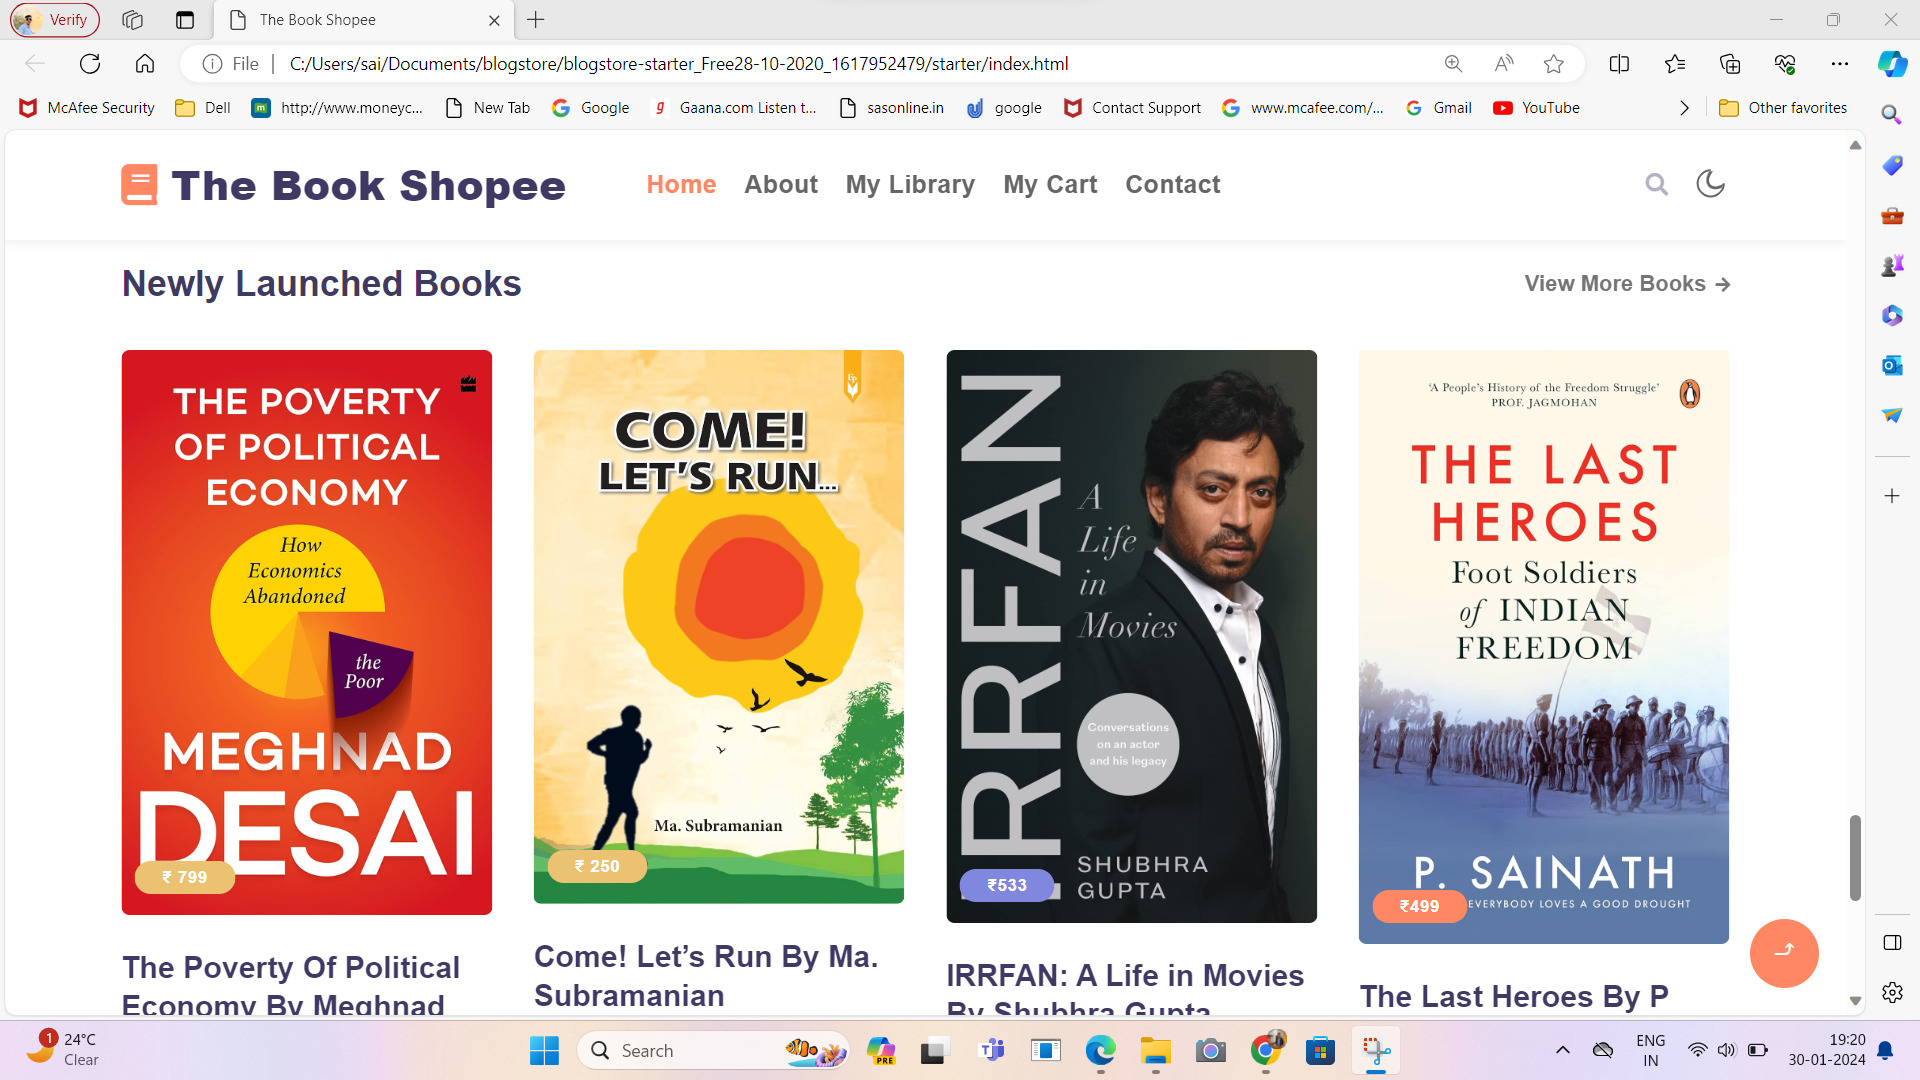 Verify
The Book Shopee
File
C:/Users/sai/Documents/blogstore/blogstore-starter_Free28-10-2020_1617952479/starter/index.html
McAfee Security
Dell
http://www.moneyc...
New Tab
Google
Gaana.com Listen t...
sasonline.in
google
Contact Support
www.mcafee.com/...
Gmail
YouTube
Other favorites
The Book Shopee
Home
About
My Library
My Cart
Contact
Newly Launched Books
View More Books →
THE POVERTY
OF POLITICAL
ECONOMY
How
Economics
Abandoned
the
Poor
MEGHNAD
DESAI
₹ 799
The Poverty Of Political
Economy By Meghnad
COME!
LET'S RUN...
Ma. Subramanian
₹ 250
Come! Let’s Run By Ma.
Subramanian
IRRFAN
A
Life
in
Movies
Conversations
on an actor
and his legacy
SHUBHRA
GUPTA
₹533
IRRFAN: A Life in Movies
By Shubhra Gupta
'A People's History of the Freedom Struggle'
PROF. JAGMOHAN
THE LAST
HEROES
Foot Soldiers
of INDIAN
FREEDOM
P. SAINATH
EVERYBODY LOVES A GOOD DROUGHT
₹499
The Last Heroes By P
1
24°C
Clear
Search
PRE
ENG
IN
19:20
30-01-2024